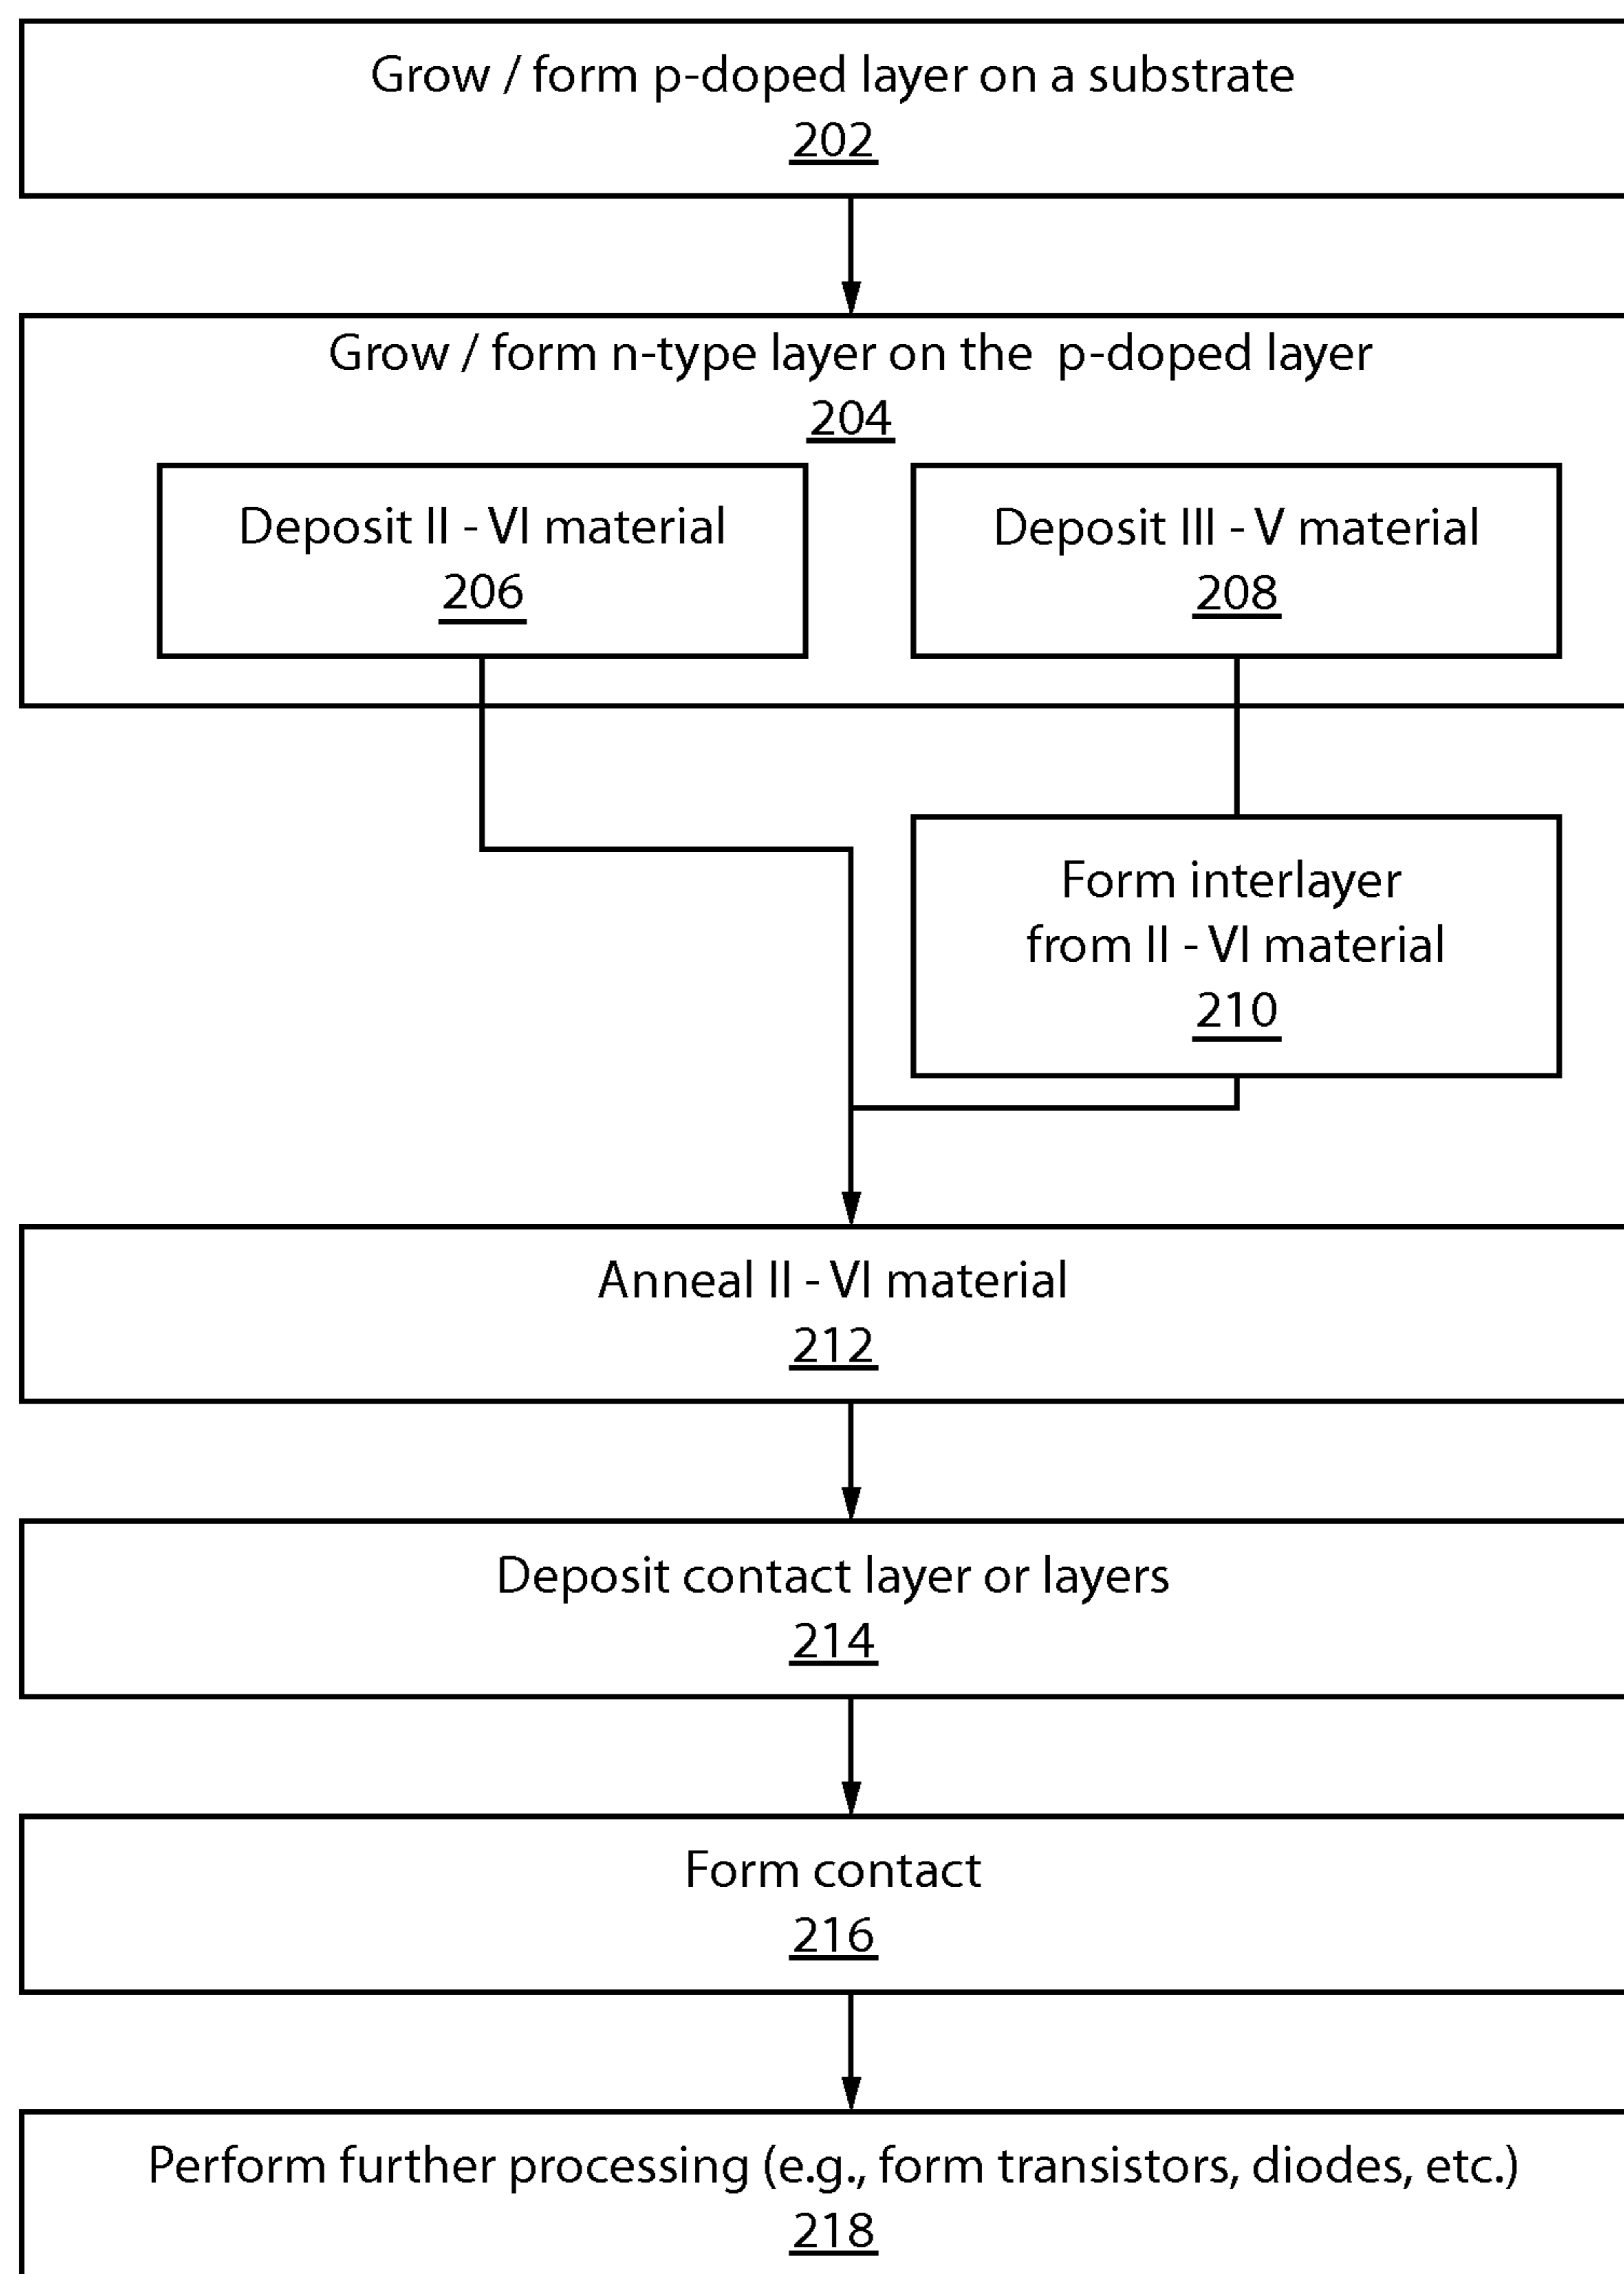 Grow / form p-doped layer on a substrate
202
Grow / form n-type layer on the p-doped layer
204
Deposit II - VI material
206
Deposit III - V material
208
Form interlayer
from II - VI material
210
Anneal II - VI material
212
Deposit contact layer or layers
214
Form contact
216
Perform further processing (e.g., form transistors, diodes, etc.)
218